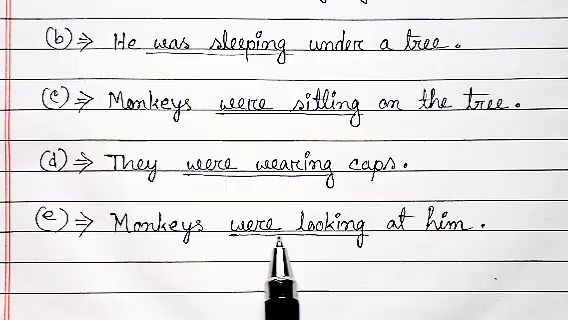 (b) ⇒ He was sleeping under a tree.
(c) ⇒ Monkeys were sitting on the tree.
(d) ⇒ They were wearing caps.
(e) ⇒ Monkeys were looking at him.